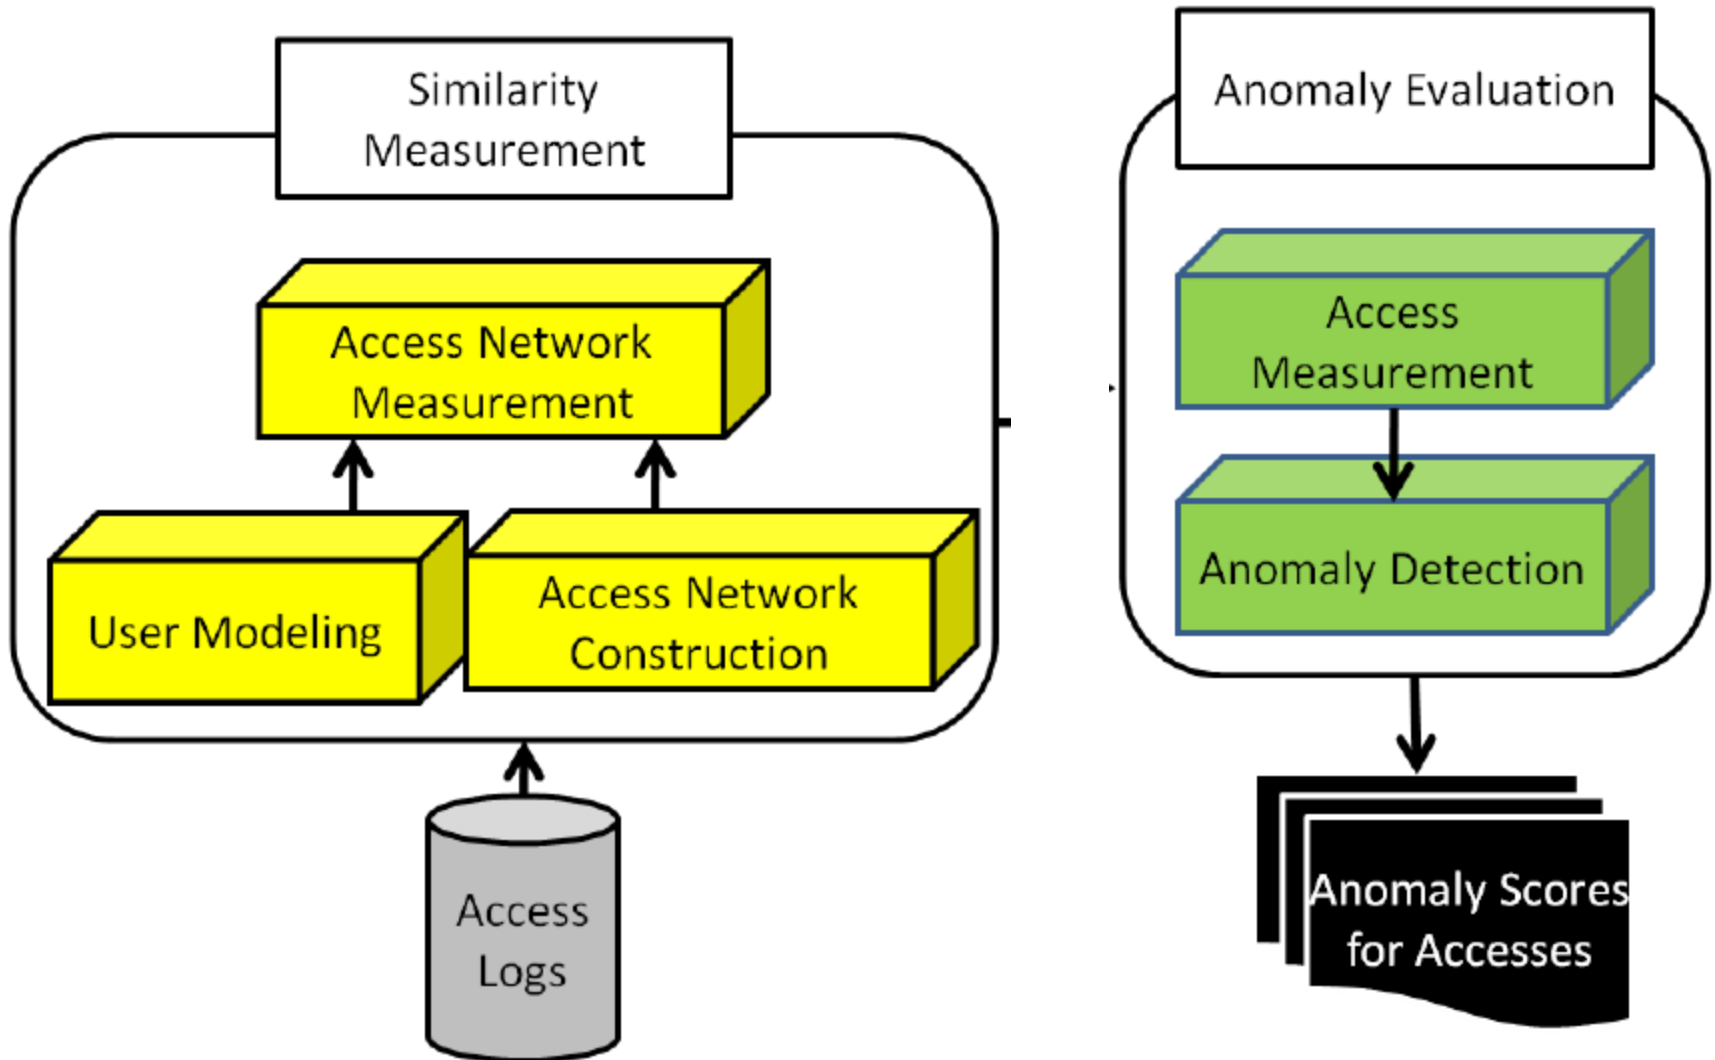 Similarity
Measurement
Access Network
Measurement
User Modeling
Access Network
Construction
Access
Logs
Anomaly Evaluation
Access
Measurement
Anomaly Detection
Anomaly Scores
for Accesses